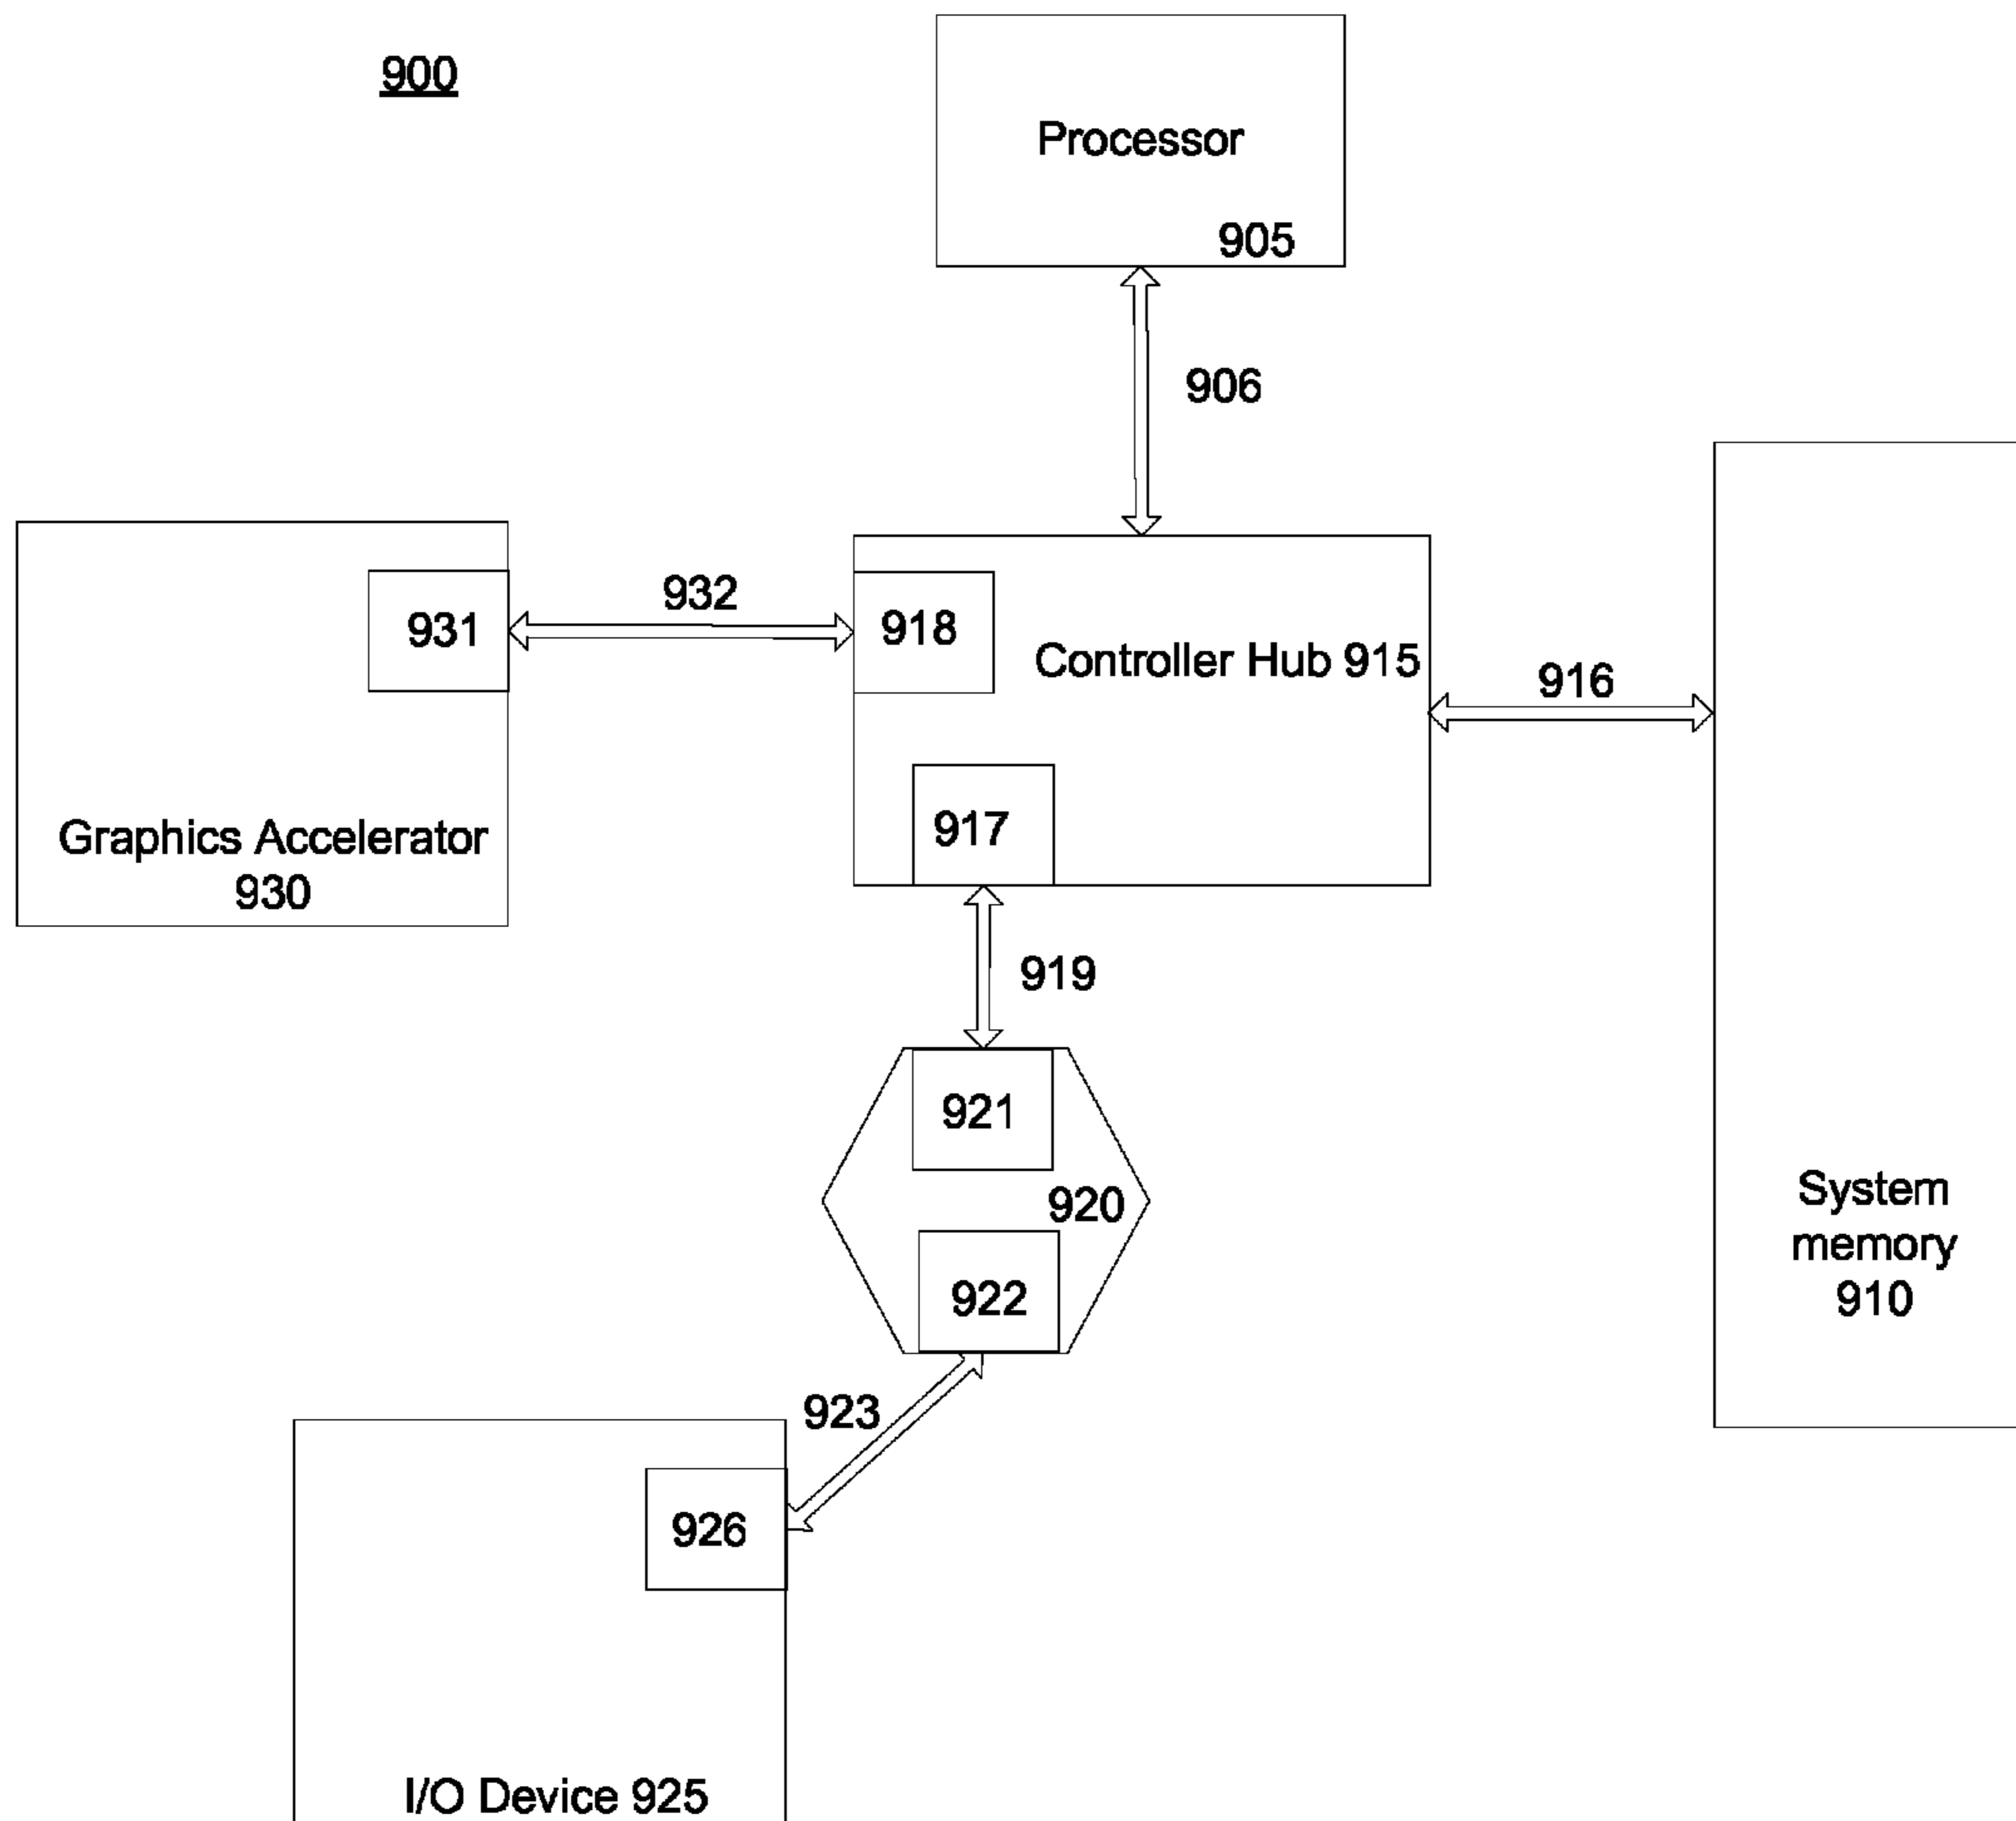 900
Processor
905
906
932
931
918
Controller Hub 915
916
917
Graphics Accelerator
930
919
921
920
System
memory
910
922
923
926
I/O Device 925